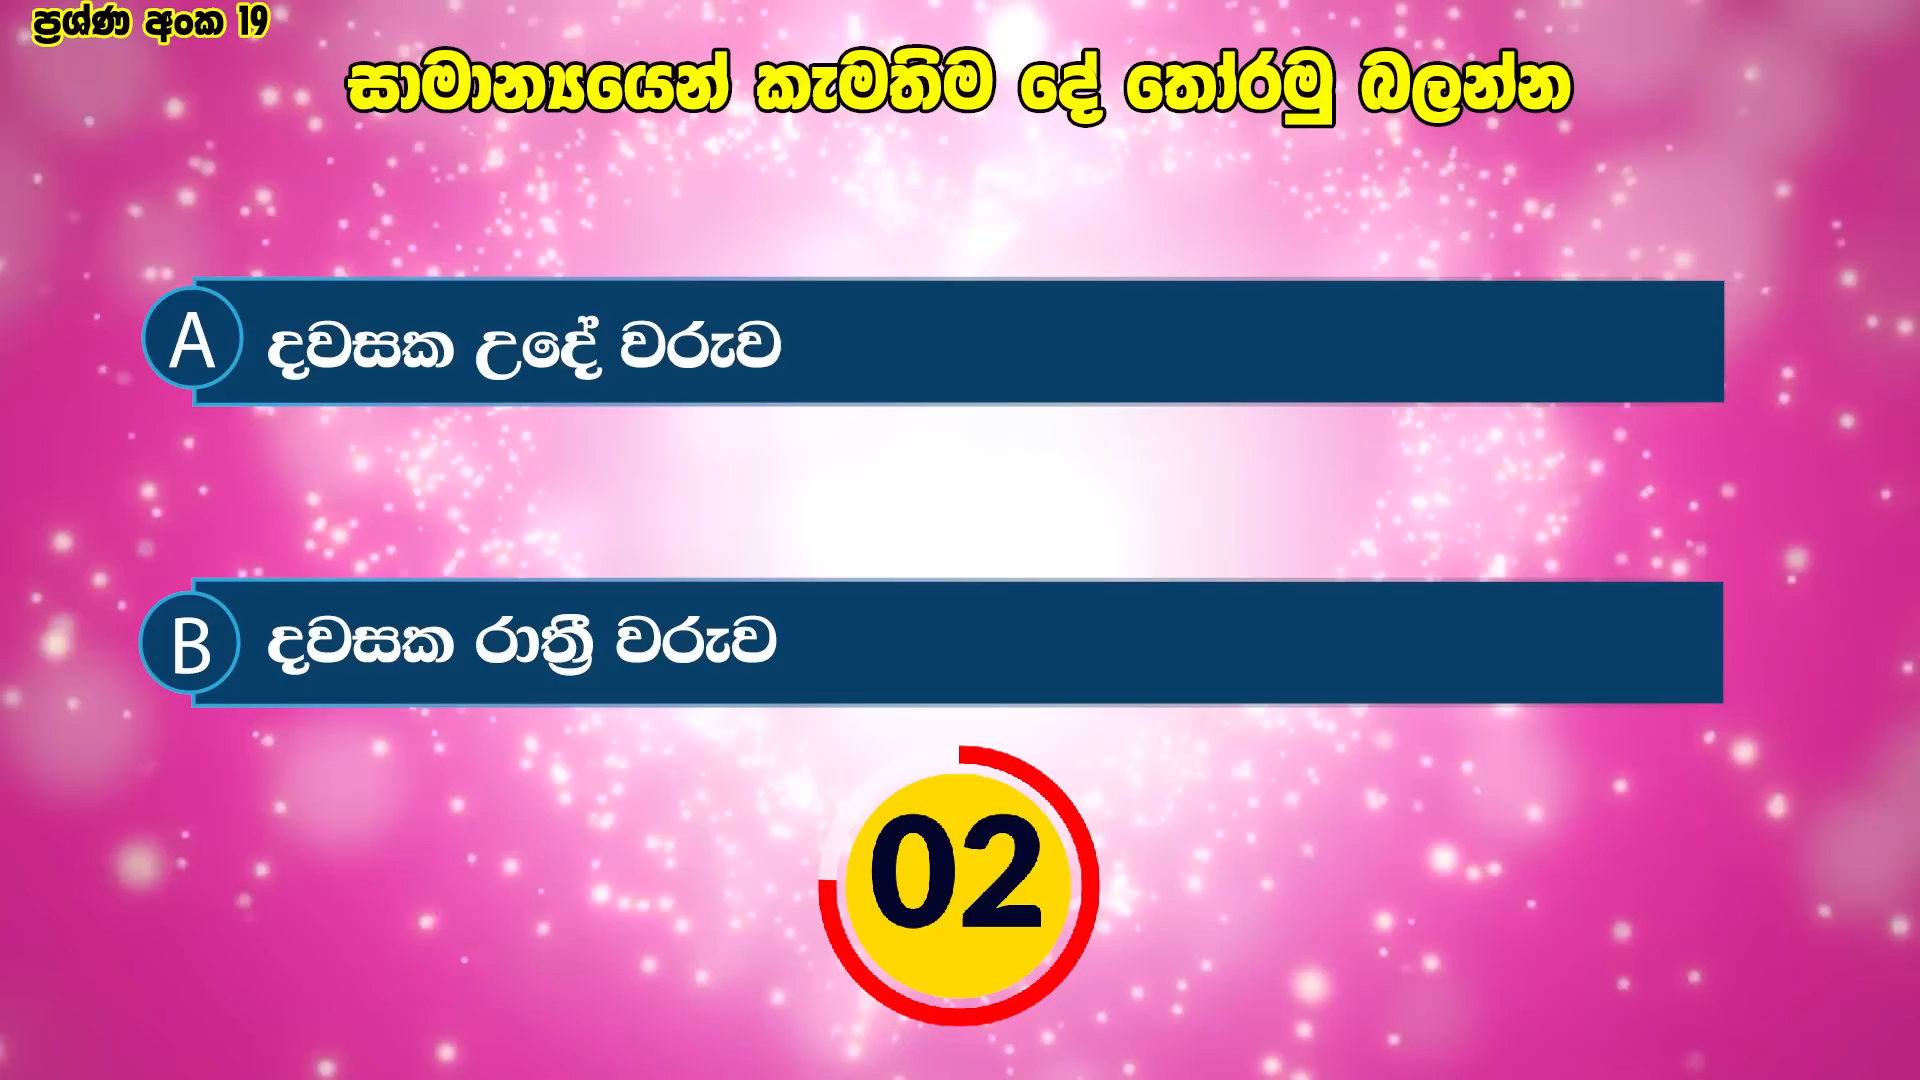 ප්‍රශ්ණ අංක 19
සාමාන්‍යයෙන් කැමතිම දේ තෝරමු බලන්න
A දවසක උදේ වරුව
B දවසක රාත්‍රී වරුව
02